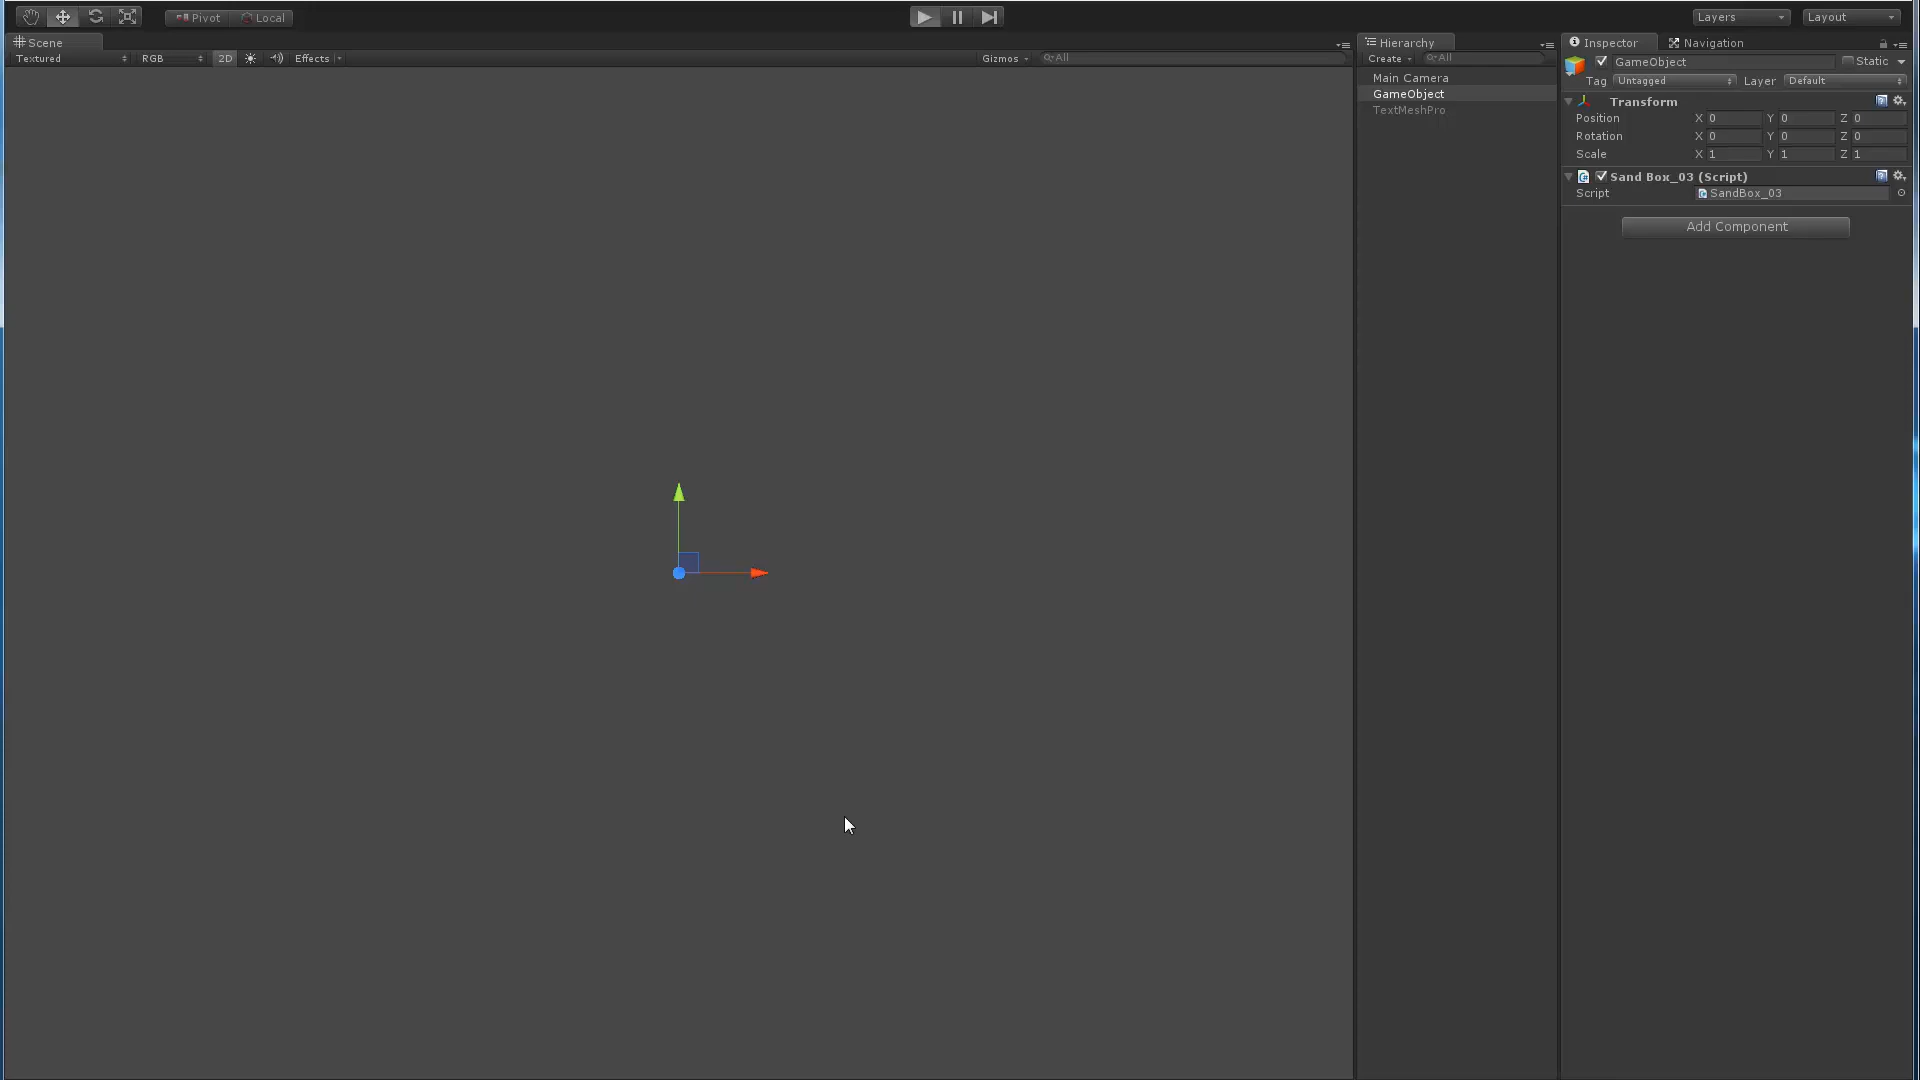 Pivot Local Layers Layout
Scene Hierarchy Inspector Navigation
Textured RGB 2D Effects Gizmos All
Create All
Main Camera
GameObject
TextMeshPro
GameObject Static
Tag Untagged Layer Default
Transform
Position X 0 Y 0 Z 0
Rotation X 0 Y 0 Z 0
Scale X 1 Y 1 Z 1
Sand Box_03 (Script)
Script SandBox_03
Add Component